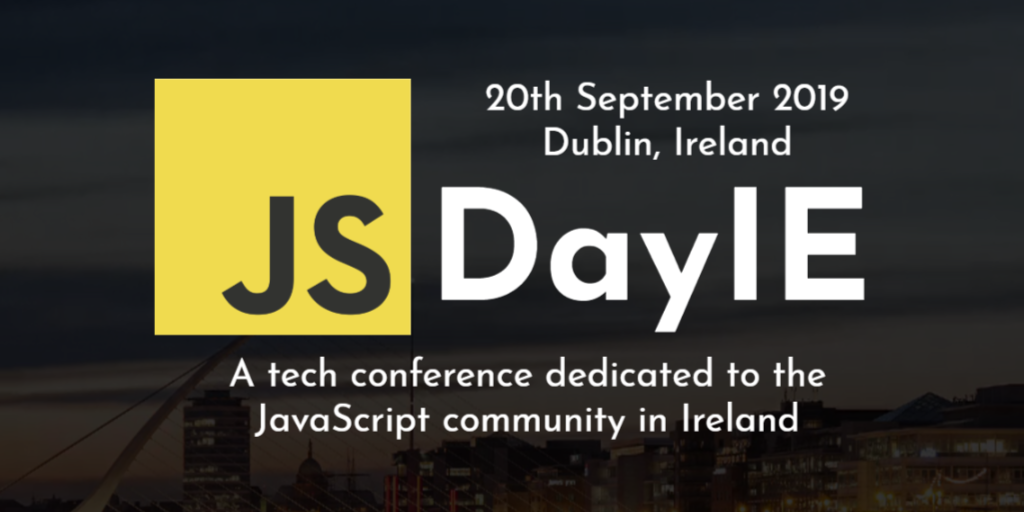 20th September 2019
Dublin, Ireland
JS DayIE
A tech conference dedicated to the
JavaScript community in Ireland